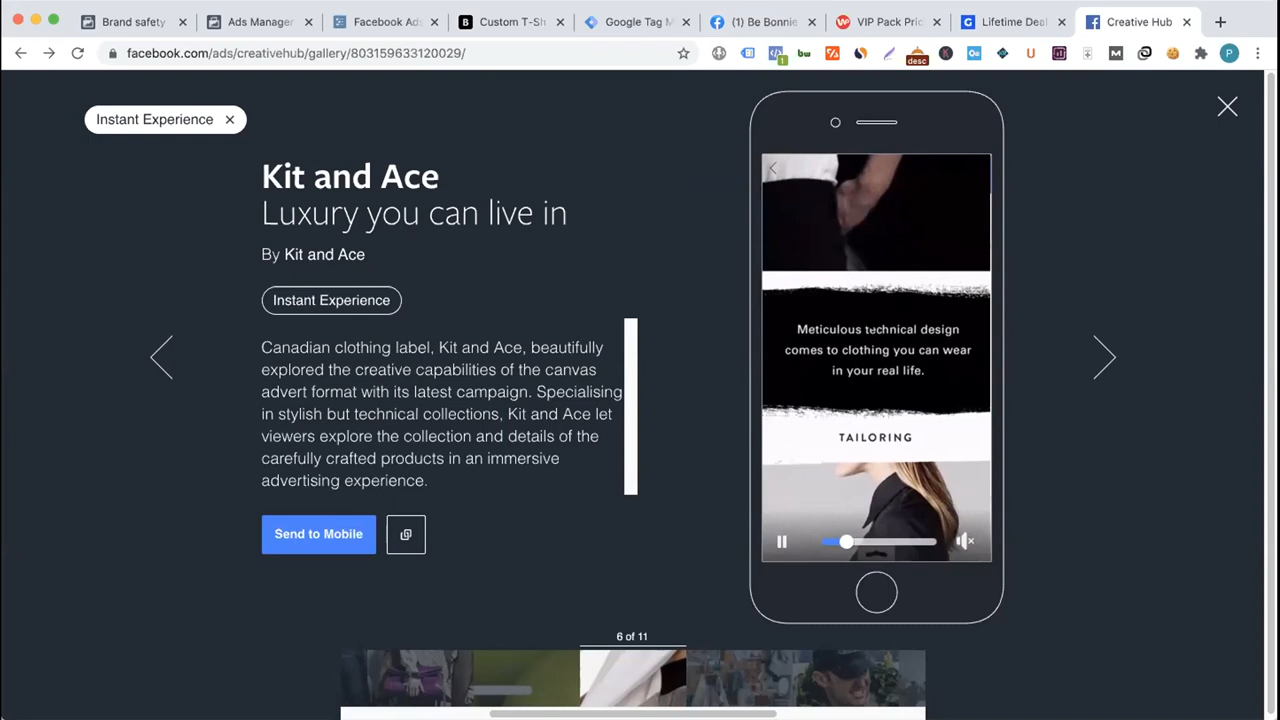 Brand safety
Ads Manager
Facebook Ads
Custom T-Sh
Google Tag M
(1) Be Bonnie
VIP Pack Pric
Lifetime Deal
Creative Hub
facebook.com/ads/creativehub/gallery/803159633120029/
1
desc
P
Instant Experience
Kit and Ace
Luxury you can live in
By Kit and Ace
Instant Experience
Canadian clothing label, Kit and Ace, beautifully
explored the creative capabilities of the canvas
advert format with its latest campaign. Specialising
in stylish but technical collections, Kit and Ace let
viewers explore the collection and details of the
carefully crafted products in an immersive
advertising experience.
Send to Mobile
Meticulous technical design
comes to clothing you can wear
in your real life.
TAILORING
6 of 11